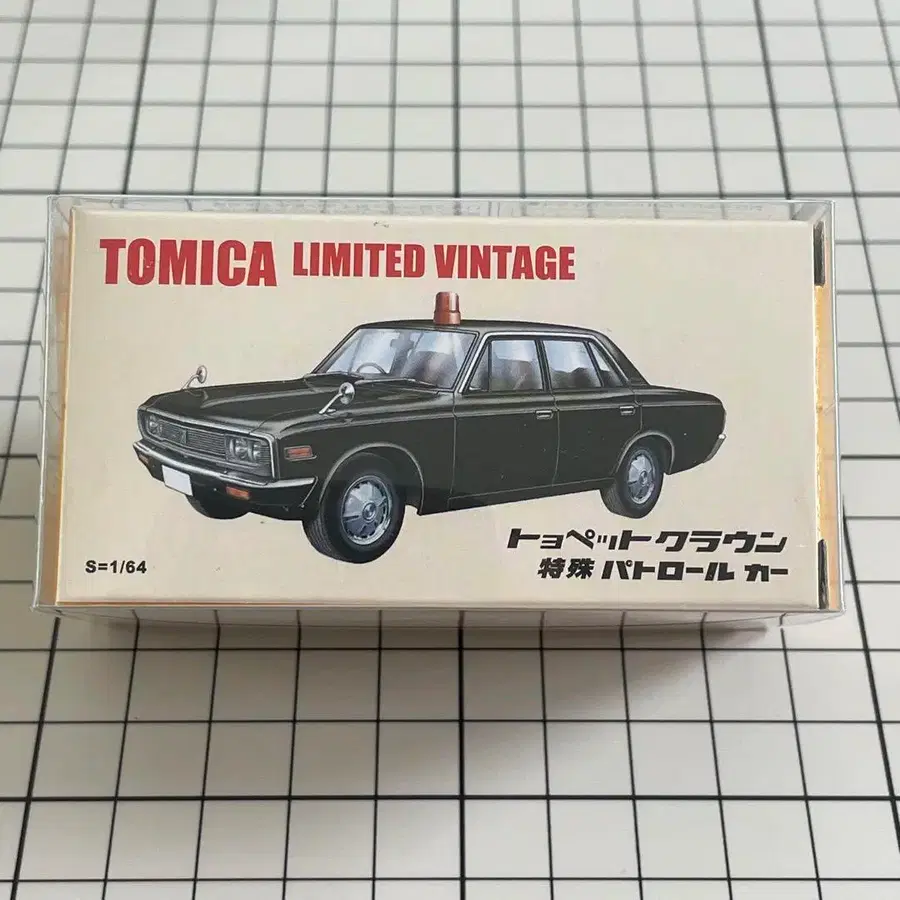 TOMICA LIMITED VINTAGE
トヨペットクラウン
特殊 パトロール カー
S=1/64